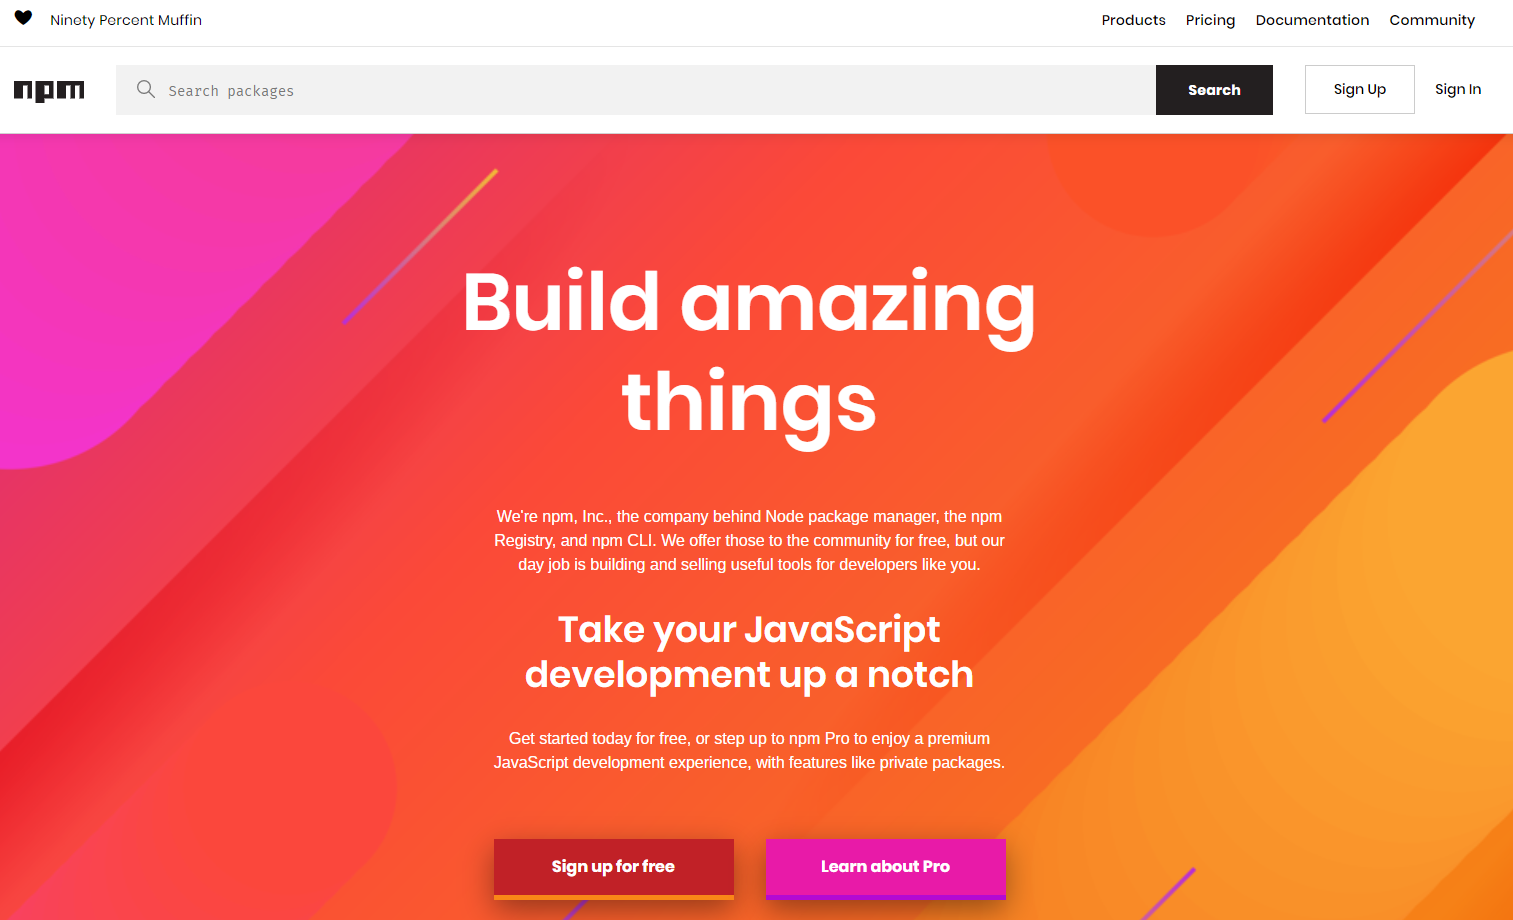 Ninety Percent Muffin
Products Pricing Documentation Community
npm
Search packages
Search
Sign Up
Sign In
Build amazing
things
We're npm, Inc., the company behind Node package manager, the npm
Registry, and npm CLI. We offer those to the community for free, but our
day job is building and selling useful tools for developers like you.
Take your JavaScript
development up a notch
Get started today for free, or step up to npm Pro to enjoy a premium
JavaScript development experience, with features like private packages.
Sign up for free
Learn about Pro